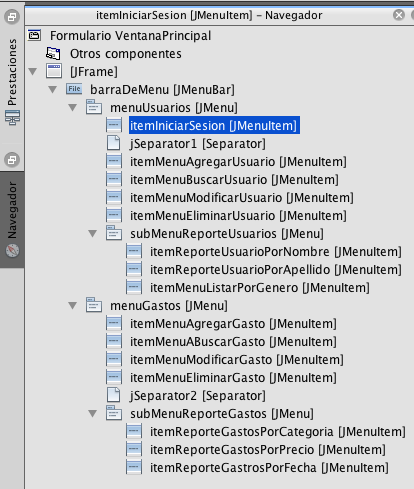 itemIniciarSesion [JMenuItem] – Navegador
Prestaciones
Navegador
Formulario VentanaPrincipal
Otros componentes
[JFrame]
File barraDeMenu [JMenuBar]
menuUsuarios [JMenu]
itemIniciarSesion [JMenuItem]
jSeparator1 [Separator]
itemMenuAgregarUsuario [JMenuItem]
itemMenuBuscarUsuario [JMenuItem]
itemMenuModificarUsuario [JMenuItem]
itemMenuEliminarUsuario [JMenuItem]
subMenuReporteUsuarios [JMenu]
itemReporteUsuarioPorNombre [JMenuItem]
itemReporteUsuarioPorApellido [JMenuItem]
itemMenuListarPorGenero [JMenuItem]
menuGastos [JMenu]
itemMenuAgregarGasto [JMenuItem]
itemMenuABuscarGasto [JMenuItem]
itemMenuModificarGasto [JMenuItem]
itemMenuEliminarGasto [JMenuItem]
jSeparator2 [Separator]
subMenuReporteGastos [JMenu]
itemReporteGastosPorCategoria [JMenuItem]
itemReporteGastosPorPrecio [JMenuItem]
itemReporteGastrosPorFecha [JMenuItem]